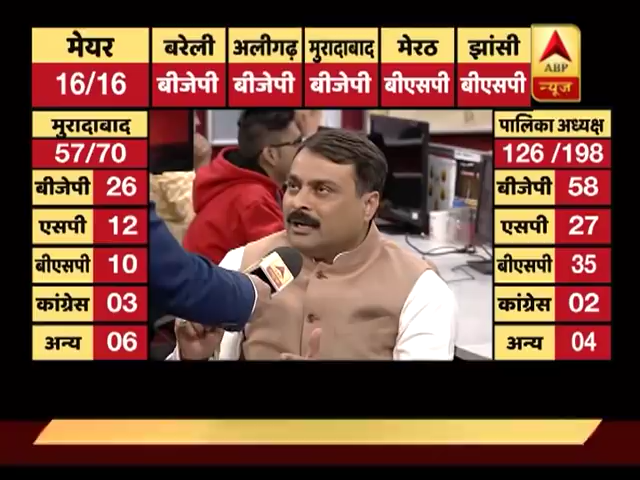 मेयर
16/16
बरेली
बीजेपी
अलीगढ़
बीजेपी
मुरादाबाद
बीजेपी
मेरठ
बीएसपी
झांसी
बीएसपी
ABP
न्यूज़
मुरादाबाद
57/70
बीजेपी 26
एसपी 12
बीएसपी 10
कांग्रेस 03
अन्य 06
पालिका अध्यक्ष
126 /198
बीजेपी 58
एसपी 27
बीएसपी 35
कांग्रेस 02
अन्य 04